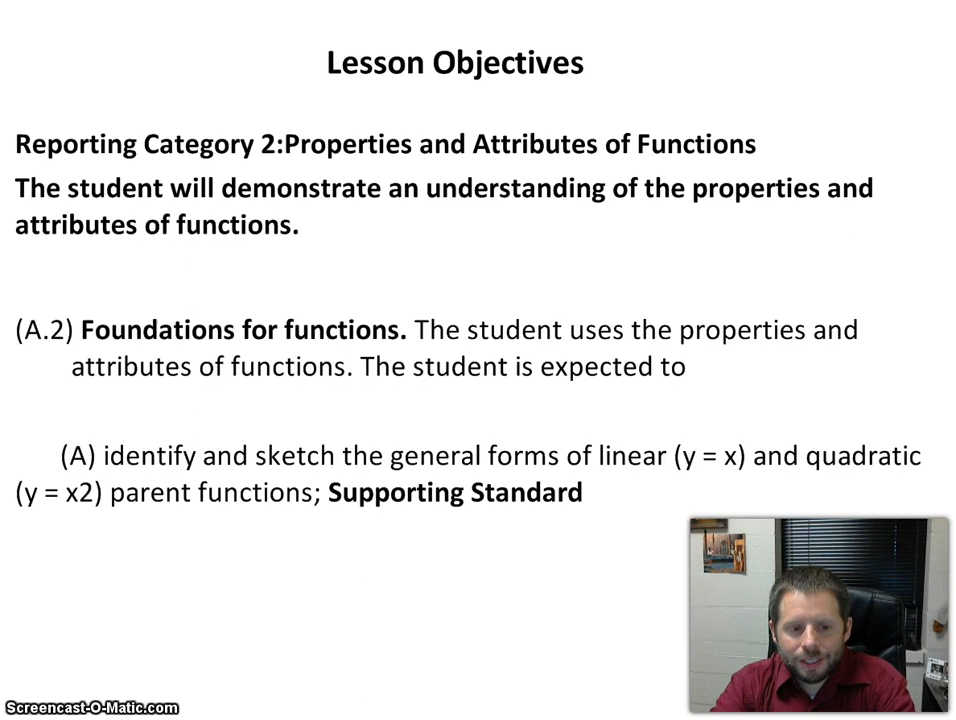 Lesson Objectives
Reporting Category 2:Properties and Attributes of Functions
The student will demonstrate an understanding of the properties and
attributes of functions.
(A.2) Foundations for functions. The student uses the properties and
attributes of functions. The student is expected to
(A) identify and sketch the general forms of linear (y = x) and quadratic
(y = x2) parent functions; Supporting Standard
Screencast-O-Matic.com